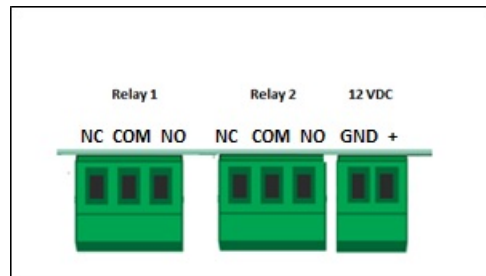 Relay 1 Relay 2 12 VDC
NC COM NO NC COM NO GND +